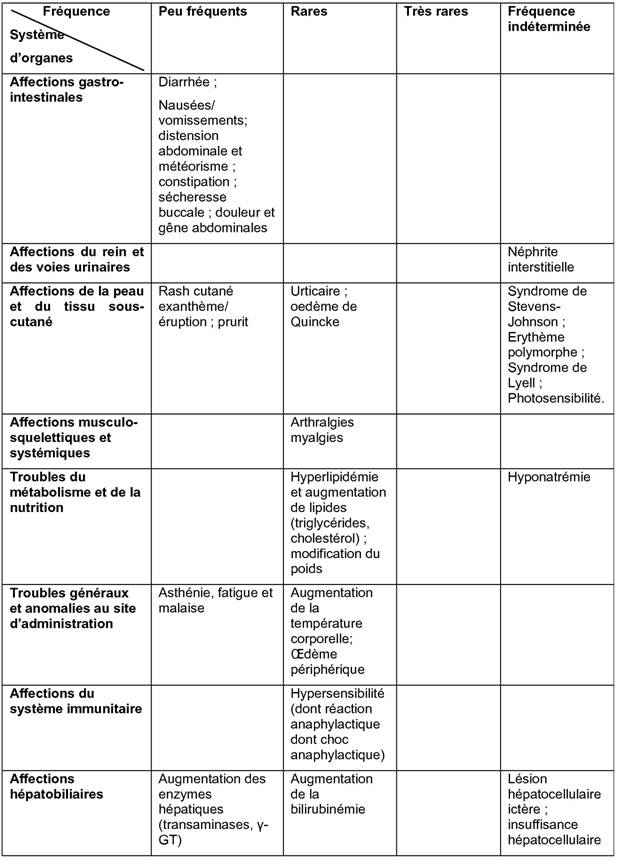 Fréquence
Système
d'organes
Peu fréquents
Rares
Très rares
Fréquence
indéterminée
Affections gastro-
intestinales
Diarrhée ;
Nausées/
vomissements;
distension
abdominale et
météorisme ;
constipation ;
sécheresse
buccale ; douleur et
gêne abdominales
Affections du rein et
des voies urinaires
Néphrite
interstitielle
Affections de la peau
et du tissu sous-
cutané
Rash cutané
exanthème/
éruption ; prurit
Urticaire ;
oedème de
Quincke
Syndrome de
Stevens-
Johnson ;
Erythème
polymorphe ;
Syndrome de
Lyell ;
Photosensibilité.
Affections musculo-
squelettiques et
systémiques
Arthralgies
myalgies
Troubles du
métabolisme et de la
nutrition
Hyperlipidémie
et augmentation
de lipides
(triglycérides,
cholestérol) ;
modification du
poids
Hyponatrémie
Troubles généraux
et anomalies au site
d'administration
Asthénie, fatigue et
malaise
Augmentation
de la
température
corporelle;
Œdème
périphérique
Affections du
système immunitaire
Hypersensibilité
(dont réaction
anaphylactique
dont choc
anaphylactique)
Affections
hépatobiliaires
Augmentation des
enzymes
hépatiques
(transaminases, γ-
GT)
Augmentation
de la
bilirubinémie
Lésion
hépatocellulaire
ictère ;
insuffisance
hépatocellulaire